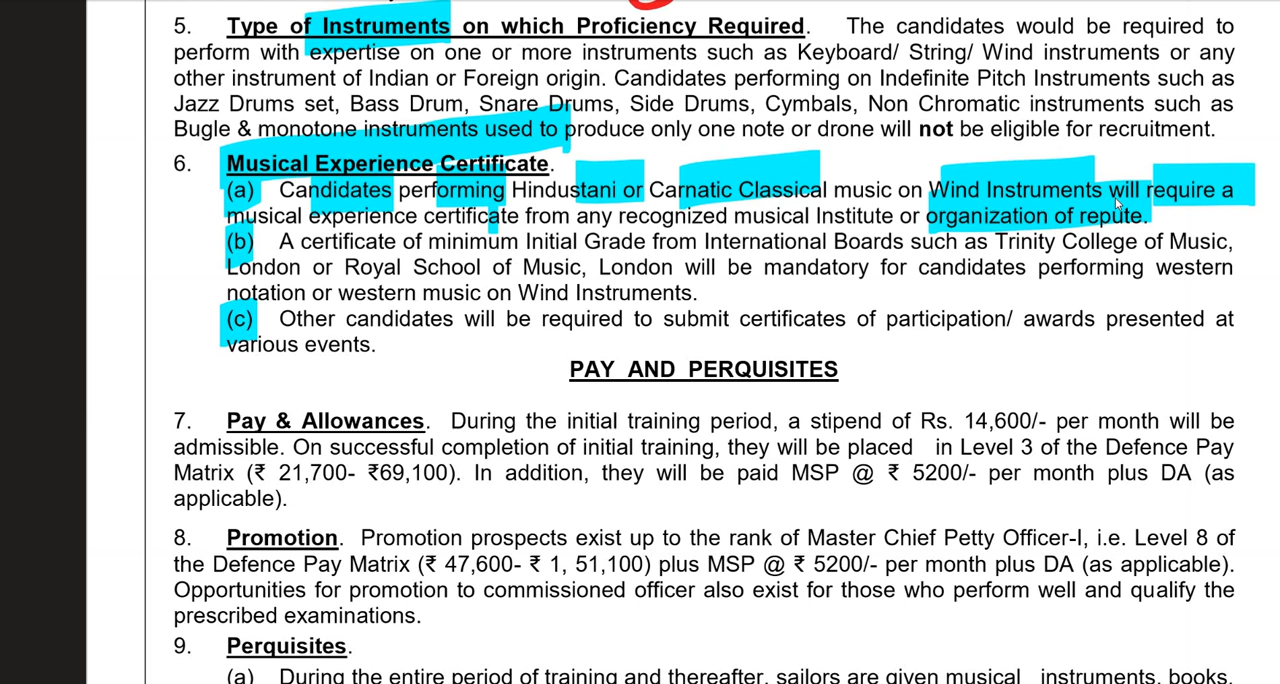 5. Type of Instruments on which Proficiency Required. The candidates would be required to
perform with expertise on one or more instruments such as Keyboard/ String/ Wind instruments or any
other instrument of Indian or Foreign origin. Candidates performing on Indefinite Pitch Instruments such as
Jazz Drums set, Bass Drum, Snare Drums, Side Drums, Cymbals, Non Chromatic instruments such as
Bugle & monotone instruments used to produce only one note or drone will not be eligible for recruitment.
6. Musical Experience Certificate.
(a) Candidates performing Hindustani or Carnatic Classical music on Wind Instruments will require a
musical experience certificate from any recognized musical Institute or organization of repute.
(b) A certificate of minimum Initial Grade from International Boards such as Trinity College of Music,
London or Royal School of Music, London will be mandatory for candidates performing western
notation or western music on Wind Instruments.
(c) Other candidates will be required to submit certificates of participation/ awards presented at
various events.
PAY AND PERQUISITES
7. Pay & Allowances. During the initial training period, a stipend of Rs. 14,600/- per month will be
admissible. On successful completion of initial training, they will be placed in Level 3 of the Defence Pay
Matrix (₹ 21,700- ₹69,100). In addition, they will be paid MSP @ ₹ 5200/- per month plus DA (as
applicable).
8. Promotion. Promotion prospects exist up to the rank of Master Chief Petty Officer-I, i.e. Level 8 of
the Defence Pay Matrix (₹ 47,600- ₹ 1, 51,100) plus MSP @ ₹ 5200/- per month plus DA (as applicable).
Opportunities for promotion to commissioned officer also exist for those who perform well and qualify the
prescribed examinations.
9. Perquisites.
(a) During the entire period of training and thereafter, sailors are given musical instruments, books,